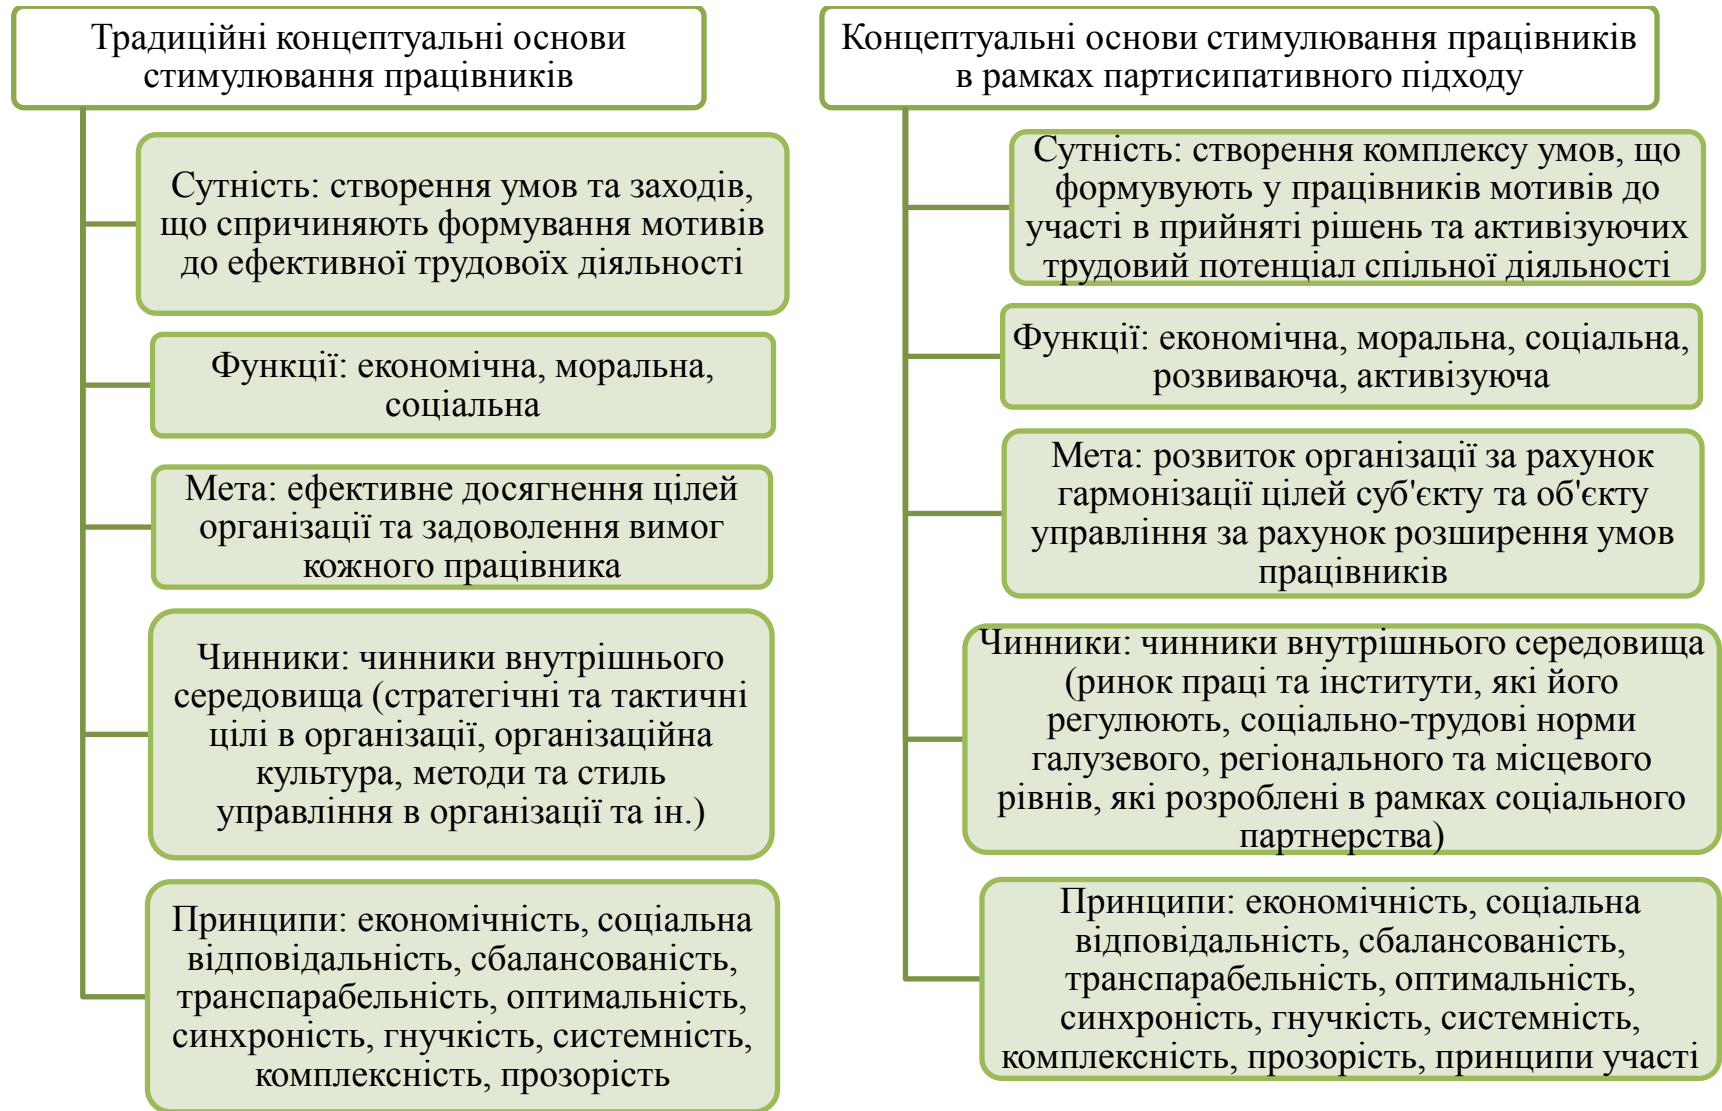 Традиційні концептуальні основи
стимулювання працівників
Сутність: створення умов та заходів,
що спричиняють формування мотивів
до ефективної трудовоїх діяльності
Функції: економічна, моральна,
соціальна
Мета: ефективне досягнення цілей
організації та задоволення вимог
кожного працівника
Чинники: чинники внутрішнього
середовища (стратегічні та тактичні
цілі в організації, організаційна
культура, методи та стиль
управління в організації та ін.)
Принципи: економічність, соціальна
відповідальність, сбалансованість,
транспарабельність, оптимальність,
синхроність, гнучкість, системність,
комплексність, прозорість
Концептуальні основи стимулювання працівників
в рамках партисипативного підходу
Сутність: створення комплексу умов, що
формувують у працівників мотивів до
участі в прийняті рішень та активізуючих
трудовий потенціал спільної діяльності
Функції: економічна, моральна, соціальна,
розвиваюча, активізуюча
Мета: розвиток організації за рахунок
гармонізації цілей суб'єкту та об'єкту
управління за рахунок розширення умов
працівників
Чинники: чинники внутрішнього середовища
(ринок праці та інститути, які його
регулюють, соціально-трудові норми
галузевого, регіонального та місцевого
рівнів, які розроблені в рамках соціального
партнерства)
Принципи: економічність, соціальна
відповідальність, сбалансованість,
транспарабельність, оптимальність,
синхроність, гнучкість, системність,
комплексність, прозорість, принципи участі